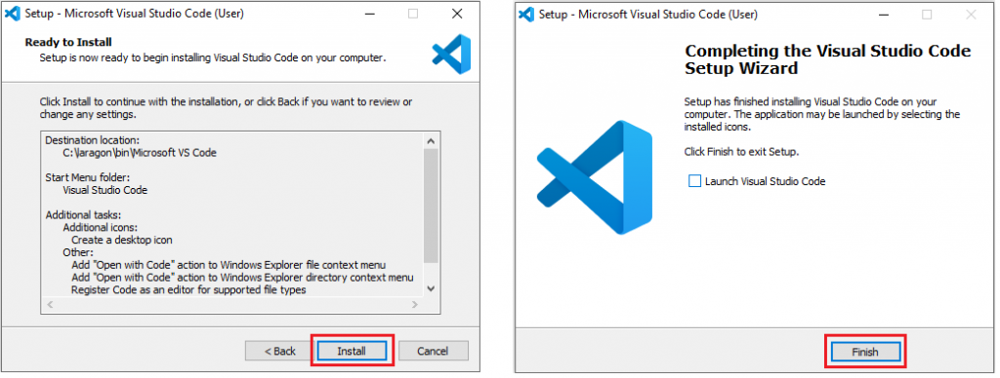 Setup - Microsoft Visual Studio Code (User)
Ready to Install
Setup is now ready to begin installing Visual Studio Code on your computer.
Click Install to continue with the installation, or click Back if you want to review or
change any settings.
Destination location:
C:\laragon\bin\Microsoft VS Code
Start Menu folder:
Visual Studio Code
Additional tasks:
Additional icons:
Create a desktop icon
Other:
Add "Open with Code" action to Windows Explorer file context menu
Add "Open with Code" action to Windows Explorer directory context menu
Register Code as an editor for supported file types
< Back
Install
Cancel
Setup - Microsoft Visual Studio Code (User)
Completing the Visual Studio Code
Setup Wizard
Setup has finished installing Visual Studio Code on your
computer. The application may be launched by selecting the
installed icons.
Click Finish to exit Setup.
Launch Visual Studio Code
Finish